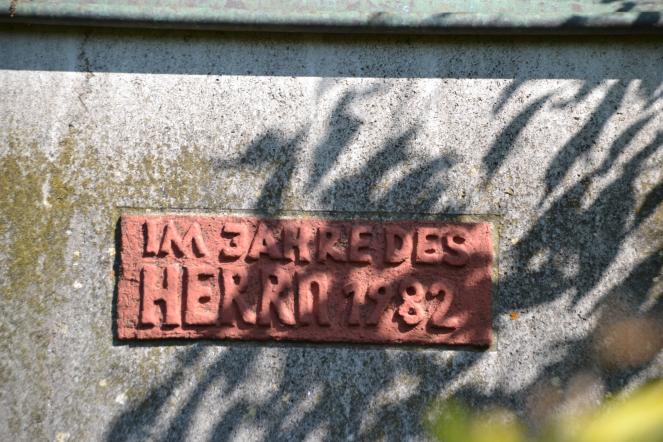 IM JAHRE DES
HERRN 1982